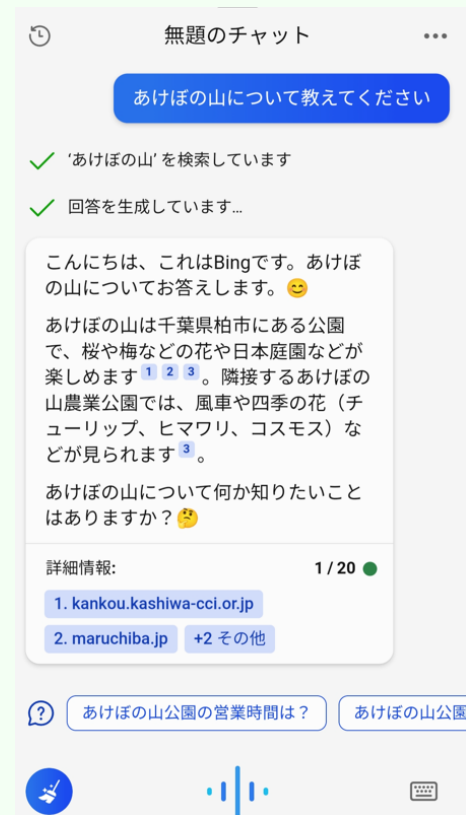 無題のチャット
あけぼの山について教えてください
‘あけぼの山’ を検索しています
回答を生成しています...
こんにちは、これはBingです。あけぼ
の山についてお答えします。😊
あけぼの山は千葉県柏市にある公園
で、桜や梅などの花や日本庭園などが
楽しめます 1 2 3 。隣接するあけぼの
山農業公園では、風車や四季の花（チ
ューリップ、ヒマワリ、コスモス）な
どが見られます 3 。
あけぼの山について何か知りたいこと
はありますか？🤔
詳細情報: 1 / 20
1. kankou.kashiwa-cci.or.jp
2. maruchiba.jp +2 その他
あけぼの山公園の営業時間は？ あけぼの山公園